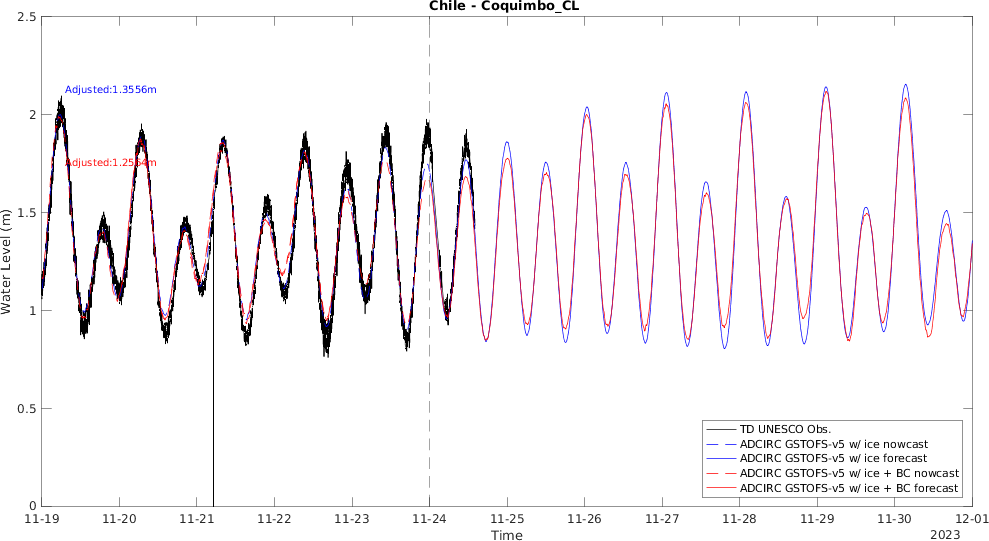 Chile - Coquimbo_CL
2.5
2
1.5
1
0.5
0
Water Level (m)
Adjusted:1.3556m
Adjusted:1.2564m
TD UNESCO Obs.
ADCIRC GSTOFS-v5 w/ ice nowcast
ADCIRC GSTOFS-v5 w/ ice forecast
ADCIRC GSTOFS-v5 w/ ice + BC nowcast
ADCIRC GSTOFS-v5 w/ ice + BC forecast
11-19 11-20 11-21 11-22 11-23 11-24 11-25 11-26 11-27 11-28 11-29 11-30 12-01
Time
2023